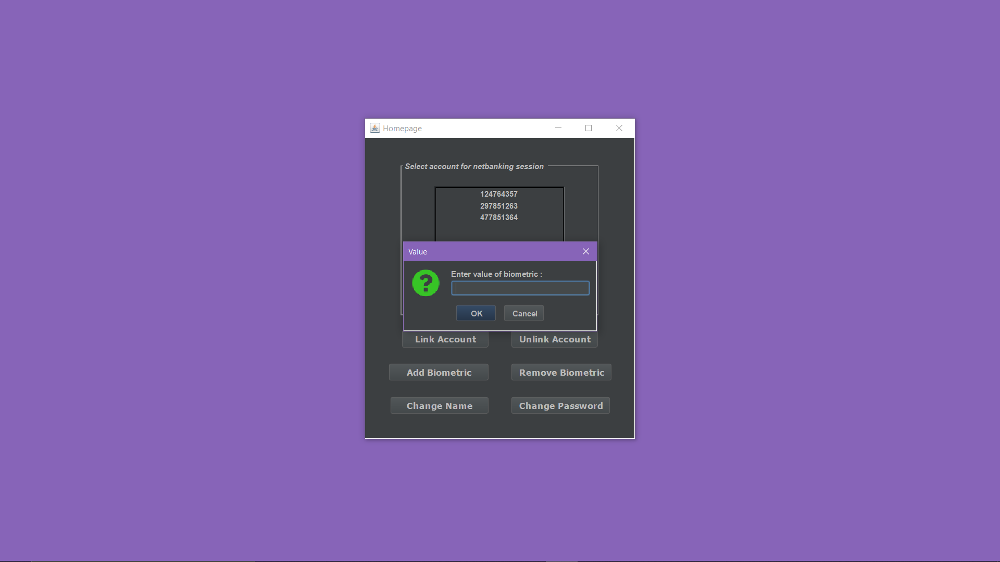 Homepage
Select account for netbanking session
124764357
297851263
477851364
Value
Enter value of biometric :
OK Cancel
Link Account Unlink Account
Add Biometric Remove Biometric
Change Name Change Password